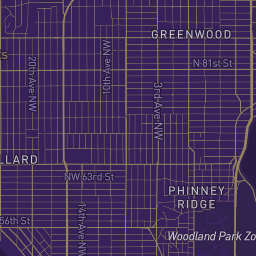 GREENWOOD
20th Ave NW
10th Ave NW
N 81st St
3rd Ave NW
LLARD
NW 63rd St
PHINNEY
RIDGE
14th Ave NW
56th St
Woodland Park Zo